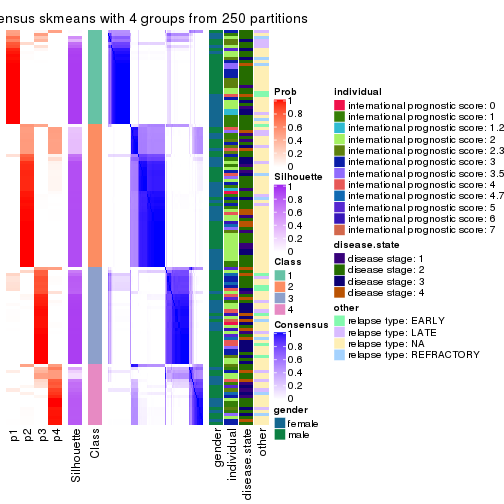 ensus skmeans with 4 groups from 250 partitions
Prob
1
0.8
0.6
0.4
0.2
0
Silhouette
1
0.8
0.6
0.4
0.2
0
Class
1
2
3
4
Consensus
1
0.8
0.6
0.4
0.2
0
gender
female
male
individual
international prognostic score: 0
international prognostic score: 1
international prognostic score: 1.2
international prognostic score: 2
international prognostic score: 2.3
international prognostic score: 3
international prognostic score: 3.5
international prognostic score: 4
international prognostic score: 4.7
international prognostic score: 5
international prognostic score: 6
international prognostic score: 7
disease.state
disease stage: 1
disease stage: 2
disease stage: 3
disease stage: 4
other
relapse type: EARLY
relapse type: LATE
relapse type: NA
relapse type: REFRACTORY
p1
p2
p3
p4
Silhouette
Class
gender
individual
disease.state
other